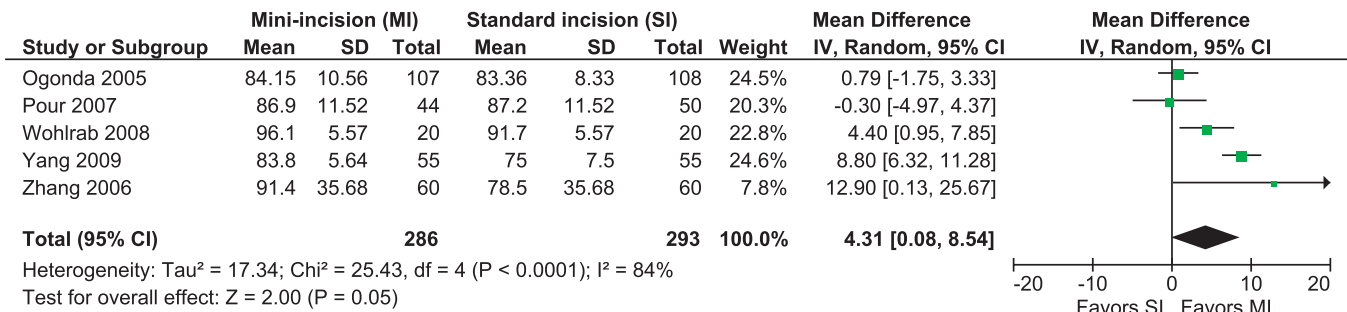 Mini-incision (MI) Standard incision (SI) Mean Difference Mean Difference
Study or Subgroup Mean SD Total Mean SD Total Weight IV, Random, 95% CI IV, Random, 95% CI
Ogonda 2005 84.15 10.56 107 83.36 8.33 108 24.5% 0.79 [-1.75, 3.33]
Pour 2007 86.9 11.52 44 87.2 11.52 50 20.3% -0.30 [-4.97, 4.37]
Wohlrab 2008 96.1 5.57 20 91.7 5.57 20 22.8% 4.40 [0.95, 7.85]
Yang 2009 83.8 5.64 55 75 7.5 55 24.6% 8.80 [6.32, 11.28]
Zhang 2006 91.4 35.68 60 78.5 35.68 60 7.8% 12.90 [0.13, 25.67]
Total (95% CI) 286 293 100.0% 4.31 [0.08, 8.54]
Heterogeneity: Tau² = 17.34; Chi² = 25.43, df = 4 (P < 0.0001); I² = 84%
Test for overall effect: Z = 2.00 (P = 0.05)
-20 -10 0 10 20
Favors SI Favors MI